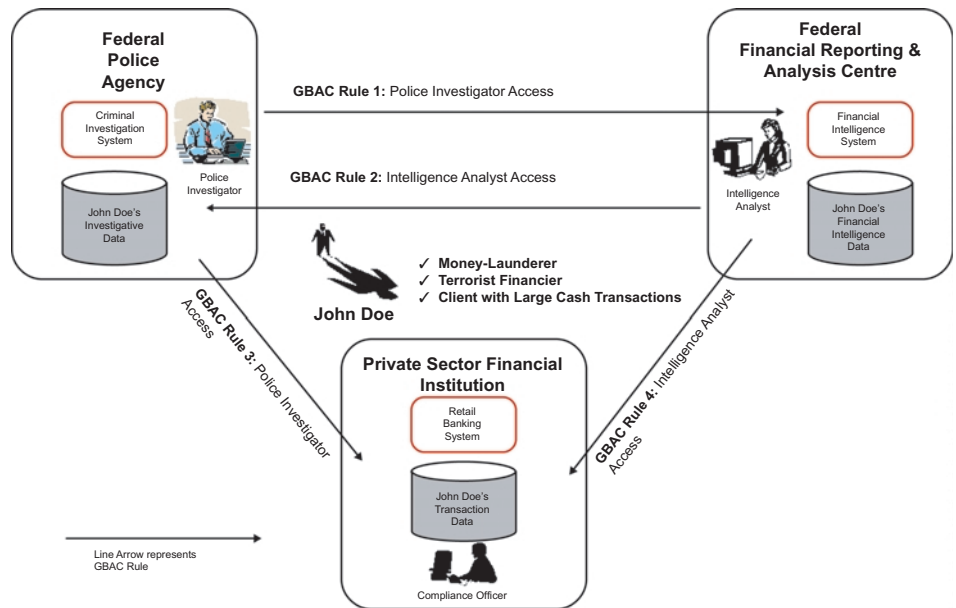 Federal
Police
Agency
Criminal
Investigation
System
Police
Investigator
John Doe's
Investigative
Data
GBAC Rule 1: Police Investigator Access
GBAC Rule 2: Intelligence Analyst Access
Federal
Financial Reporting &
Analysis Centre
Financial
Intelligence
System
Intelligence
Analyst
John Doe's
Financial
Intelligence
Data
✓ Money-Launderer
✓ Terrorist Financier
✓ Client with Large Cash Transactions
John Doe
GBAC Rule 3: Police Investigator
Access
GBAC Rule 4: Intelligence Analyst
Access
Private Sector Financial
Institution
Retail
Banking
System
John Doe's
Transaction
Data
Compliance Officer
Line Arrow represents
GBAC Rule